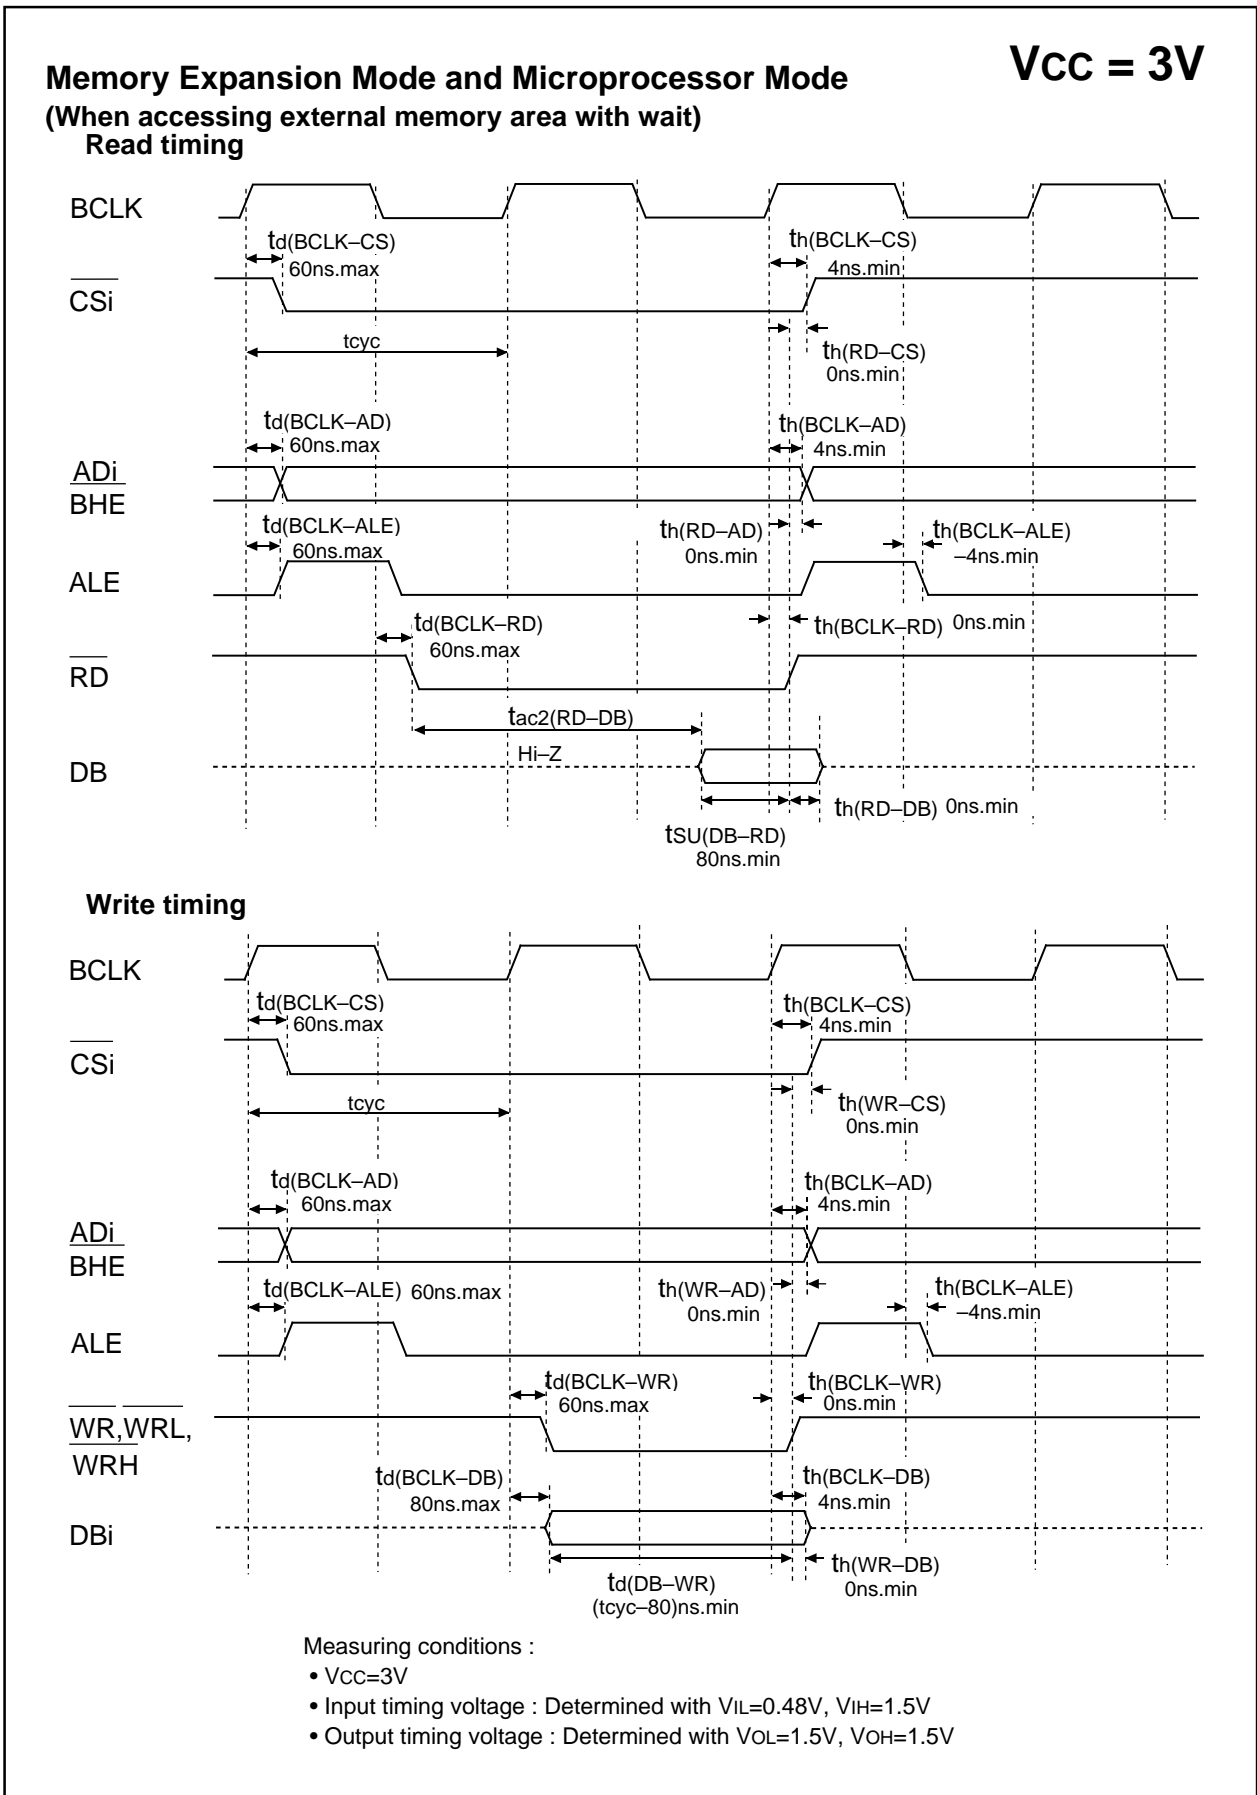 VCC = 3V
Memory Expansion Mode and Microprocessor Mode
(When accessing external memory area with wait)
Read timing
BCLK
td(BCLK–CS)
60ns.max
th(BCLK–CS)
4ns.min
CSi
tcyc
th(RD–CS)
0ns.min
td(BCLK–AD)
60ns.max
th(BCLK–AD)
4ns.min
ADi
BHE
td(BCLK–ALE)
60ns.max
th(RD–AD)
0ns.min
th(BCLK–ALE)
–4ns.min
ALE
td(BCLK–RD)
60ns.max
th(BCLK–RD) 0ns.min
RD
tac2(RD–DB)
Hi–Z
DB
th(RD–DB) 0ns.min
tSU(DB–RD)
80ns.min
Write timing
BCLK
td(BCLK–CS)
60ns.max
th(BCLK–CS)
4ns.min
CSi
tcyc
th(WR–CS)
0ns.min
td(BCLK–AD)
60ns.max
th(BCLK–AD)
4ns.min
ADi
BHE
td(BCLK–ALE) 60ns.max
th(WR–AD)
0ns.min
th(BCLK–ALE)
–4ns.min
ALE
td(BCLK–WR)
60ns.max
th(BCLK–WR)
0ns.min
WR,WRL,
WRH
td(BCLK–DB)
80ns.max
th(BCLK–DB)
4ns.min
DBi
td(DB–WR)
(tcyc–80)ns.min
th(WR–DB)
0ns.min
Measuring conditions :
• VCC=3V
• Input timing voltage : Determined with VIL=0.48V, VIH=1.5V
• Output timing voltage : Determined with VOL=1.5V, VOH=1.5V